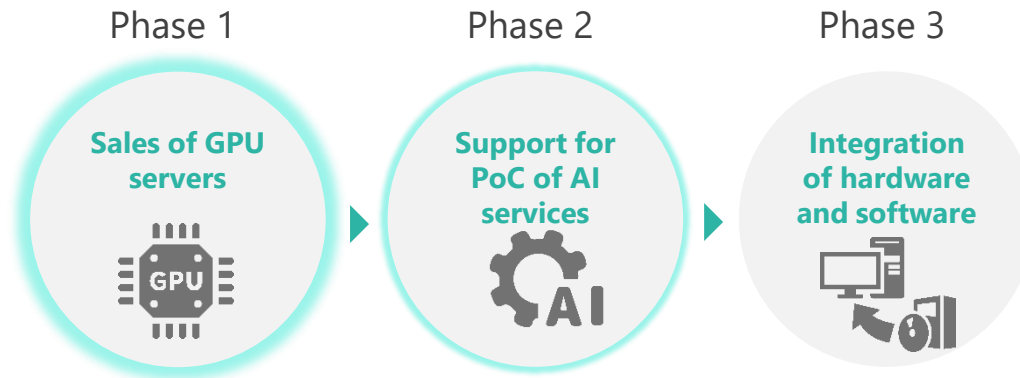 Phase 1
Phase 2
Phase 3
Sales of GPU
servers
GPU
Support for
PoC of AI
services
AI
Integration
of hardware
and software